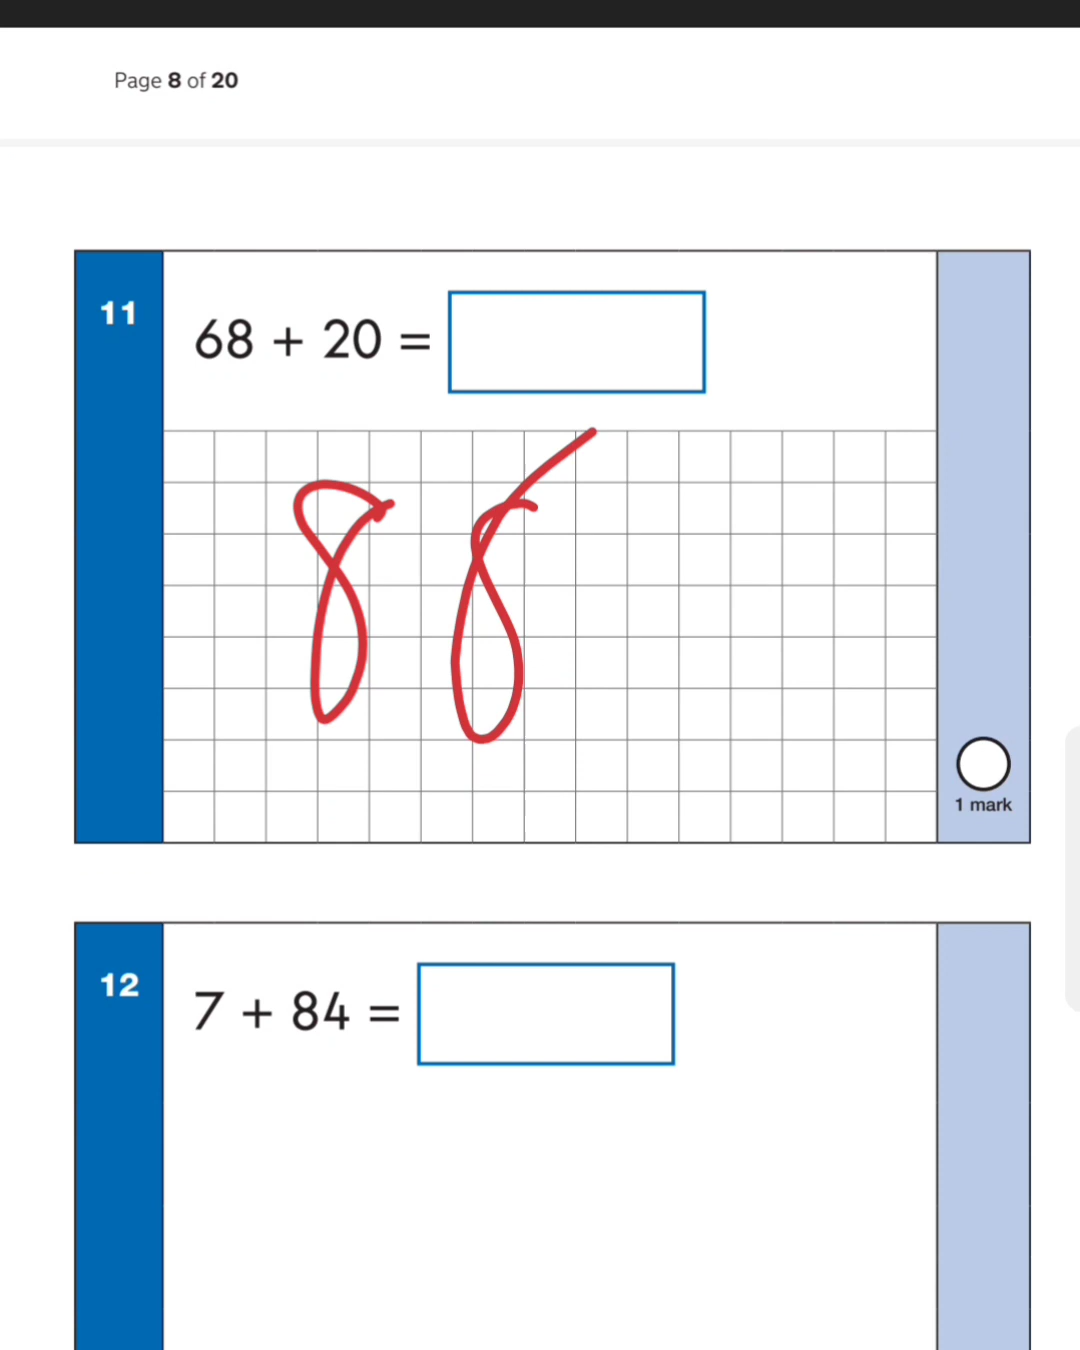 Page 8 of 20
11
68 + 20 =
88
1 mark
12
7 + 84 =